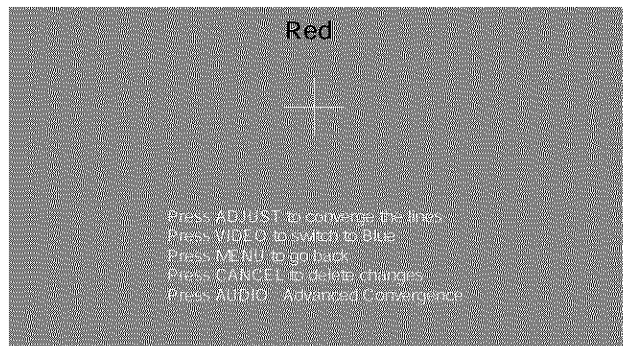 Red
Press ADJUST to converge the lines
Press VIDEO to switch to Blue
Press MENU to go back
Press CANCEL to delete changes
Press AUDIO Advanced Convergence